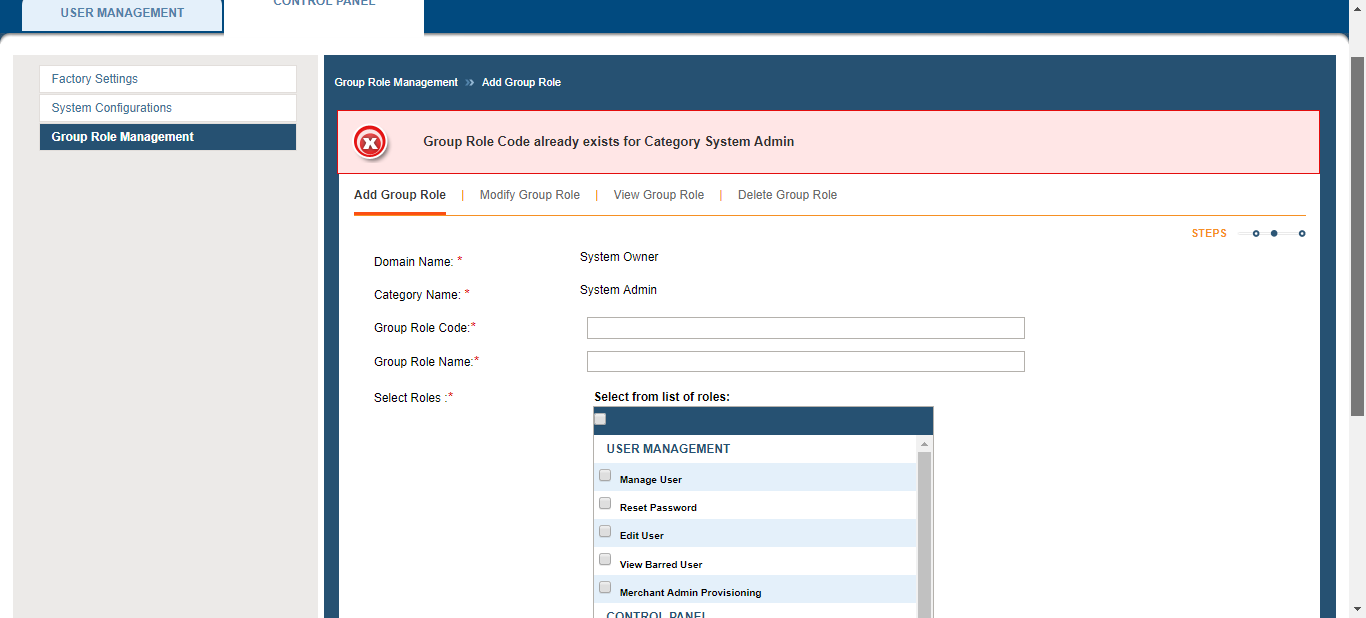 USER MANAGEMENT
CONTROL PANEL
Factory Settings
System Configurations
Group Role Management
Group Role Management » Add Group Role
Group Role Code already exists for Category System Admin
Add Group Role | Modify Group Role | View Group Role | Delete Group Role
STEPS
Domain Name: * System Owner
Category Name: * System Admin
Group Role Code:*
Group Role Name:*
Select Roles :* Select from list of roles:
USER MANAGEMENT
Manage User
Reset Password
Edit User
View Barred User
Merchant Admin Provisioning
CONTROL PANEL